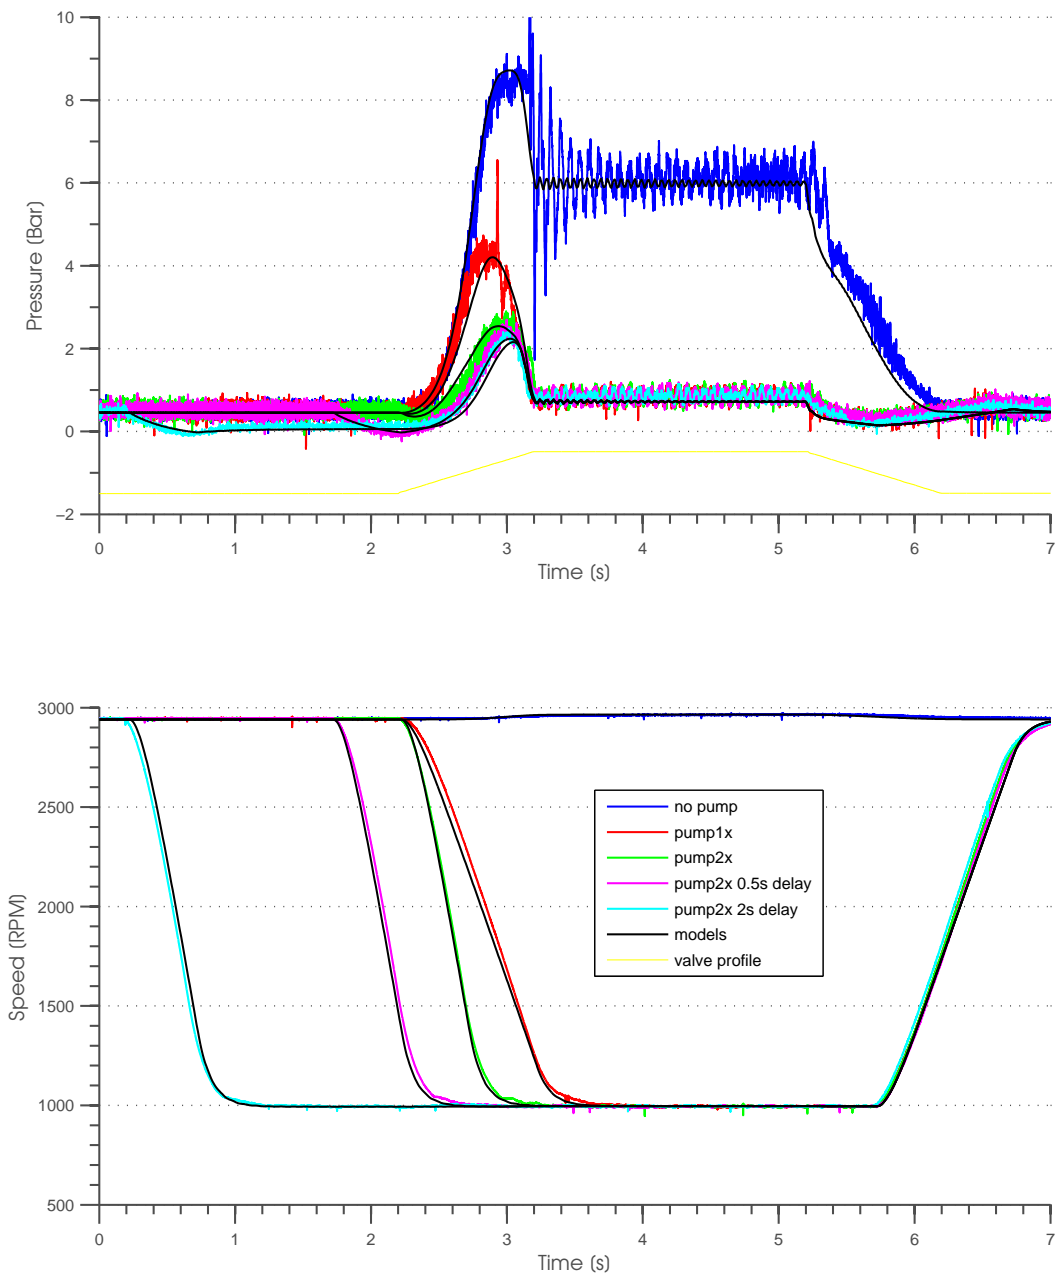 10
8
6
4
2
0
−2
Pressure (Bar)
0 1 2 3 4 5 6 7
Time (s)
3000
2500
2000
1500
1000
500
Speed (RPM)
no pump
pump1x
pump2x
pump2x 0.5s delay
pump2x 2s delay
models
valve profile
0 1 2 3 4 5 6 7
Time (s)